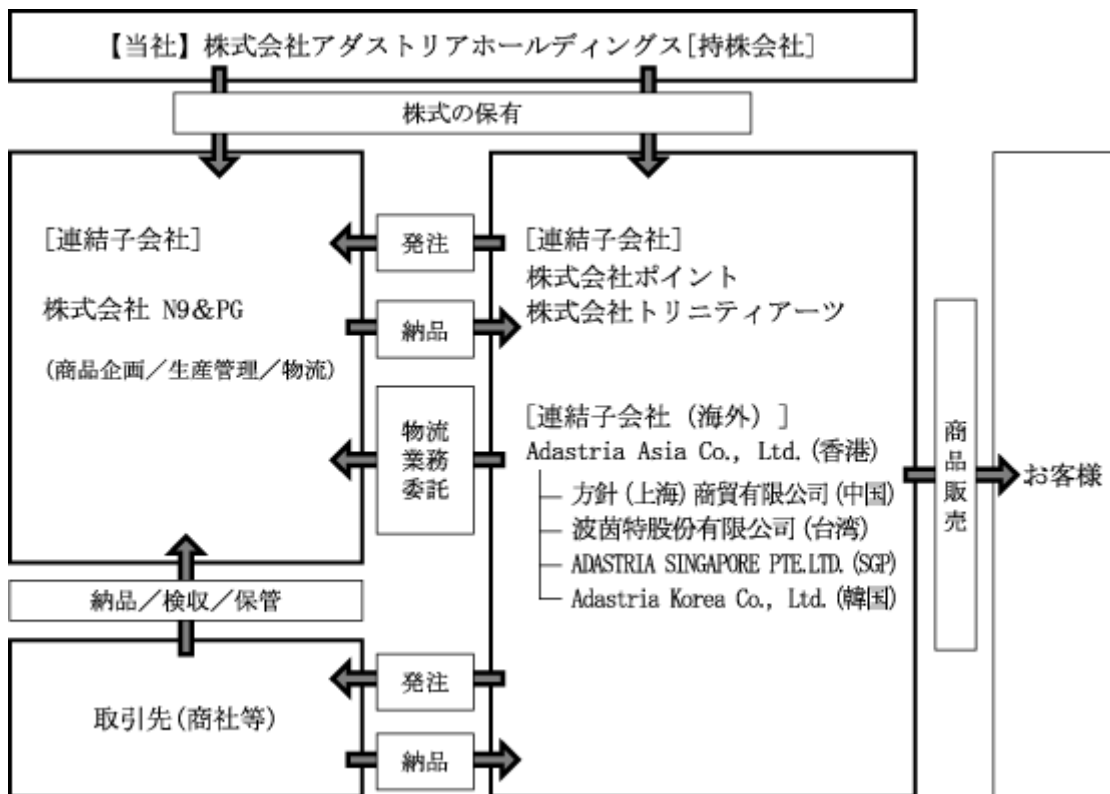 【当社】株式会社アダストリアホールディングス[持株会社]
株式の保有
[連結子会社]
株式会社 N9&PG
(商品企画／生産管理／物流)
発注
納品
物流
業務
委託
[連結子会社]
株式会社ポイント
株式会社トリニティアーツ
[連結子会社(海外)]
Adastria Asia Co., Ltd.(香港)
方針(上海)商貿有限公司(中国)
波茵特股份有限公司(台湾)
ADASTRIA SINGAPORE PTE.LTD.(SGP)
Adastria Korea Co., Ltd.(韓国)
商品販売
お客様
納品／検収／保管
取引先(商社等)
発注
納品